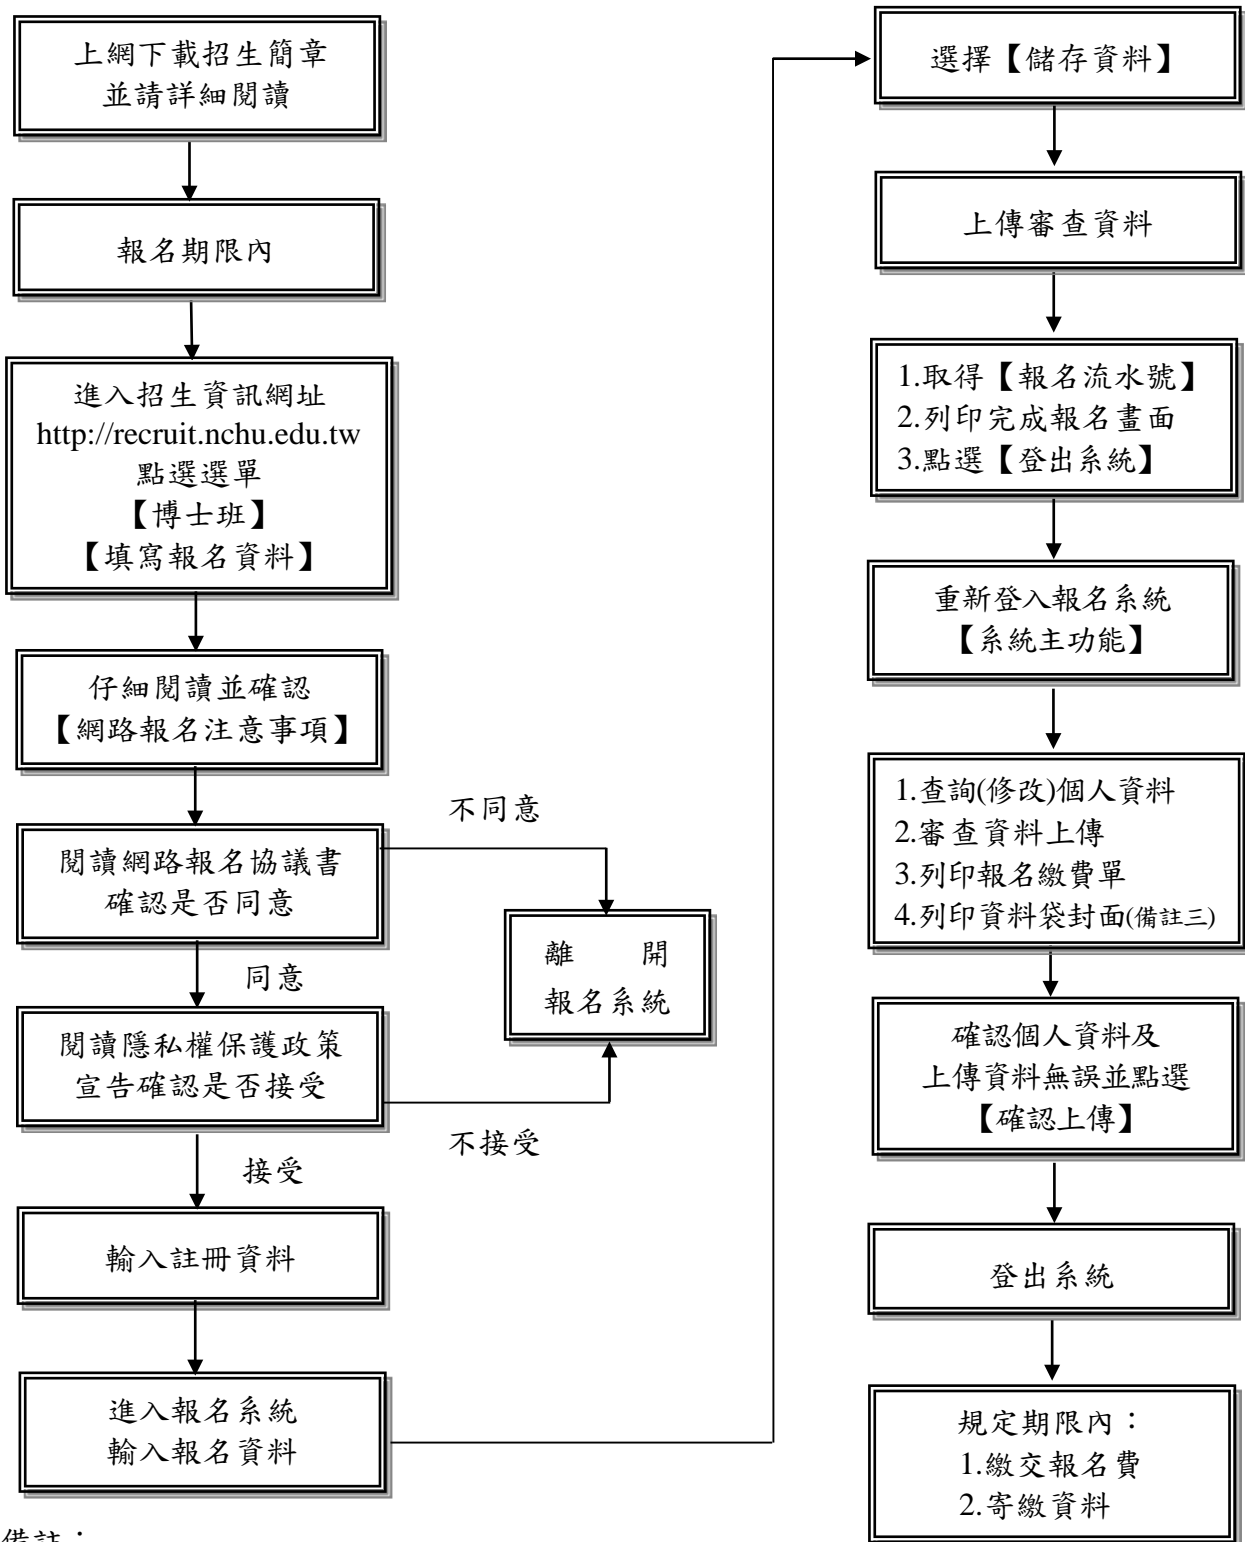 上網下載招生簡章
並請詳細閱讀
報名期限內
進入招生資訊網址
http://recruit.nchu.edu.tw
點選選單
【博士班】
【填寫報名資料】
仔細閱讀並確認
【網路報名注意事項】
閱讀網路報名協議書
確認是否同意
不同意
同意
離　　開
報名系統
閱讀隱私權保護政策
宣告確認是否接受
不接受
接受
輸入註冊資料
進入報名系統
輸入報名資料
選擇【儲存資料】
上傳審查資料
1.取得【報名流水號】
2.列印完成報名畫面
3.點選【登出系統】
重新登入報名系統
【系統主功能】
1.查詢(修改)個人資料
2.審查資料上傳
3.列印報名繳費單
4.列印資料袋封面(備註三)
確認個人資料及
上傳資料無誤並點選
【確認上傳】
登出系統
規定期限內：
1.繳交報名費
2.寄繳資料
備註：